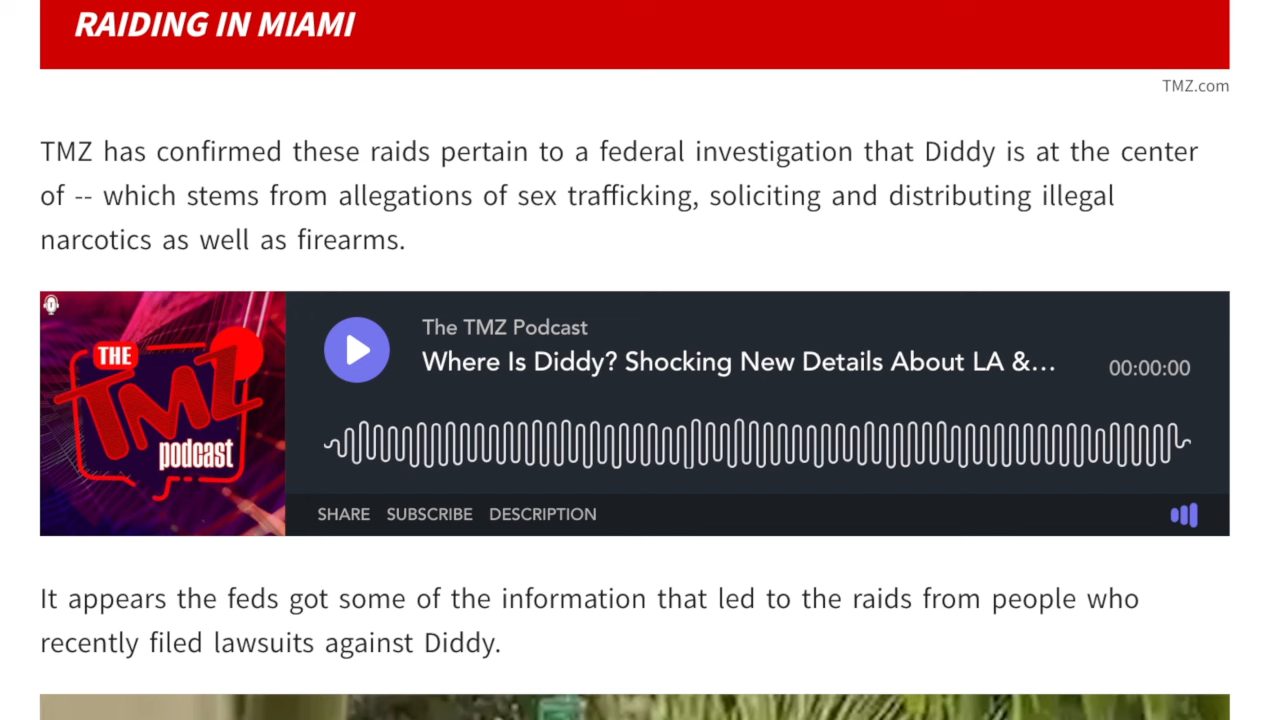 RAIDING IN MIAMI
TMZ.com
TMZ has confirmed these raids pertain to a federal investigation that Diddy is at the center
of -- which stems from allegations of sex trafficking, soliciting and distributing illegal
narcotics as well as firearms.
THE
TMZ
podcast
The TMZ Podcast
Where Is Diddy? Shocking New Details About LA &...
00:00:00
SHARE SUBSCRIBE DESCRIPTION
It appears the feds got some of the information that led to the raids from people who
recently filed lawsuits against Diddy.